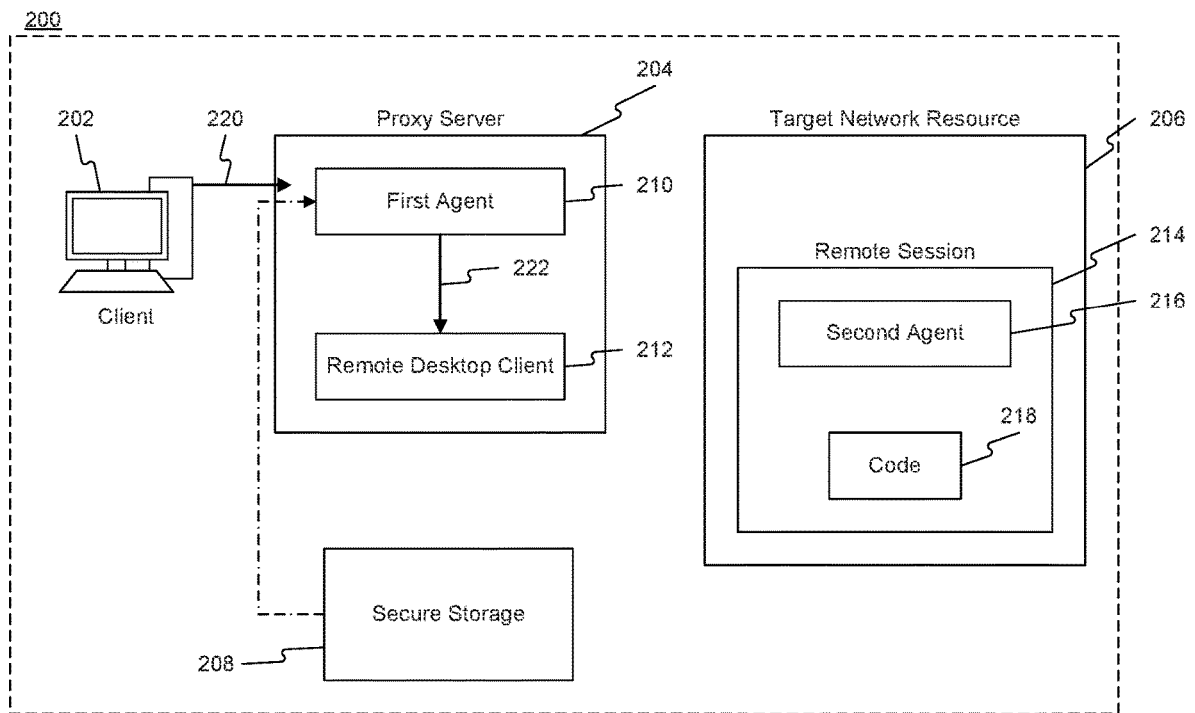 200
204
202
220
Proxy Server
Target Network Resource
206
First Agent
210
214
Remote Session
222
216
Second Agent
Client
Remote Desktop Client
212
218
Code
Secure Storage
208